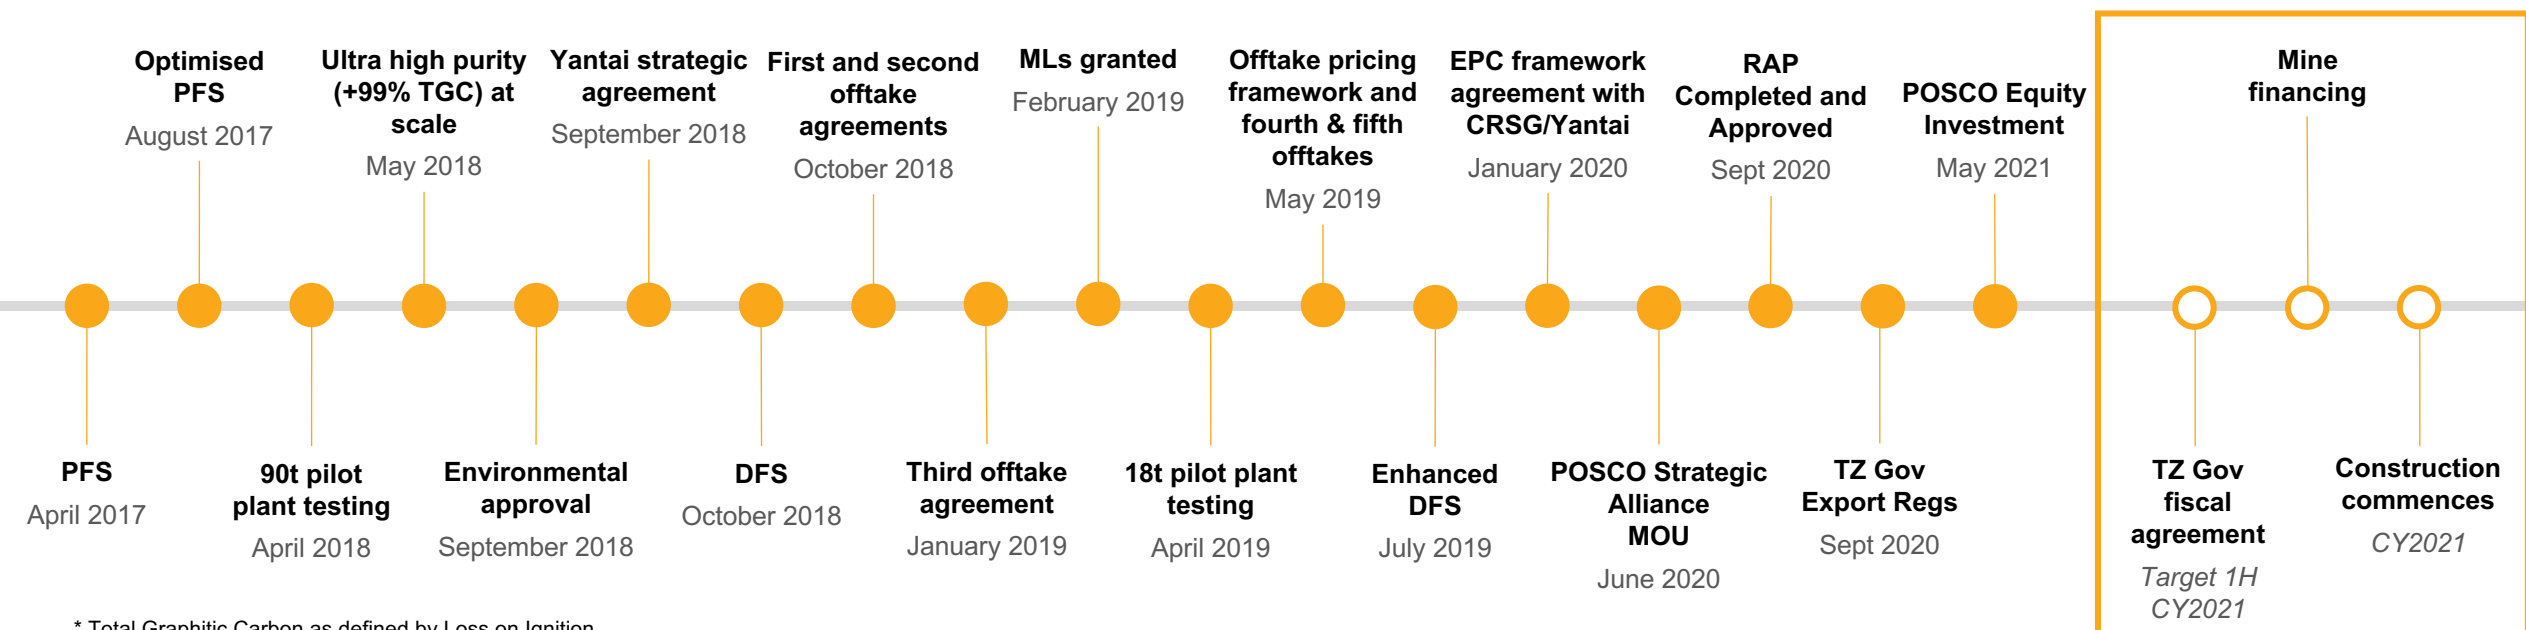 Optimised
PFS
August 2017
Ultra high purity
(+99% TGC) at
scale
May 2018
Yantai strategic
agreement
September 2018
First and second
offtake
agreements
October 2018
MLs granted
February 2019
Offtake pricing
framework and
fourth & fifth
offtakes
May 2019
EPC framework
agreement with
CRSG/Yantai
January 2020
RAP
Completed and
Approved
Sept 2020
POSCO Equity
Investment
May 2021
Mine
financing
PFS
April 2017
90t pilot
plant testing
April 2018
Environmental
approval
September 2018
DFS
October 2018
Third offtake
agreement
January 2019
18t pilot plant
testing
April 2019
Enhanced
DFS
July 2019
POSCO Strategic
Alliance
MOU
June 2020
TZ Gov
Export Regs
Sept 2020
TZ Gov
fiscal
agreement
Target 1H
CY2021
Construction
commences
CY2021
* Total Graphitic Carbon as defined by Loss on Ignition